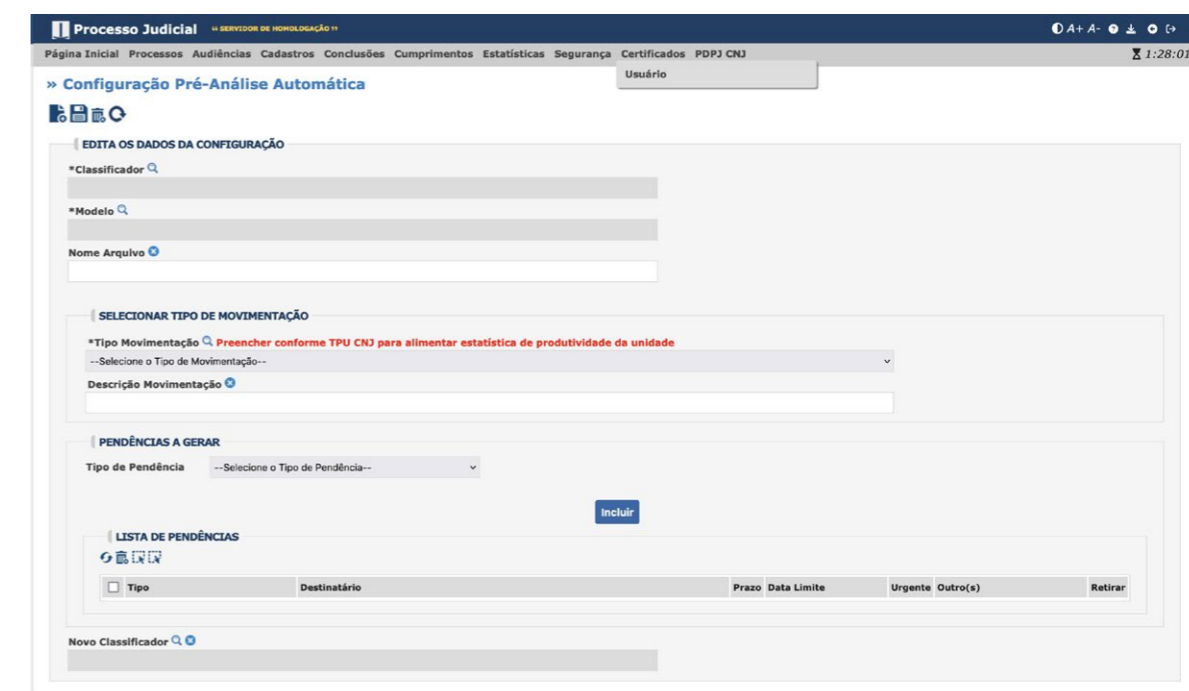 Processo Judicial "SERVIDOR DE HOMOLOGAÇÃO" A+ A-
Página Inicial Processos Audiências Cadastros Conclusões Cumprimentos Estatísticas Segurança Certificados PDPJ CNJ 1:28:01
Usuário
» Configuração Pré-Análise Automática
EDITA OS DADOS DA CONFIGURAÇÃO
*Classificador
*Modelo
Nome Arquivo
SELECIONAR TIPO DE MOVIMENTAÇÃO
*Tipo Movimentação Preencher conforme TPU CNJ para alimentar estatística de produtividade da unidade
--Selecione o Tipo de Movimentação--
Descrição Movimentação
PENDÊNCIAS A GERAR
Tipo de Pendência --Selecione o Tipo de Pendência--
Incluir
LISTA DE PENDÊNCIAS
Tipo Destinatário Prazo Data Limite Urgente Outro(s) Retirar
Novo Classificador